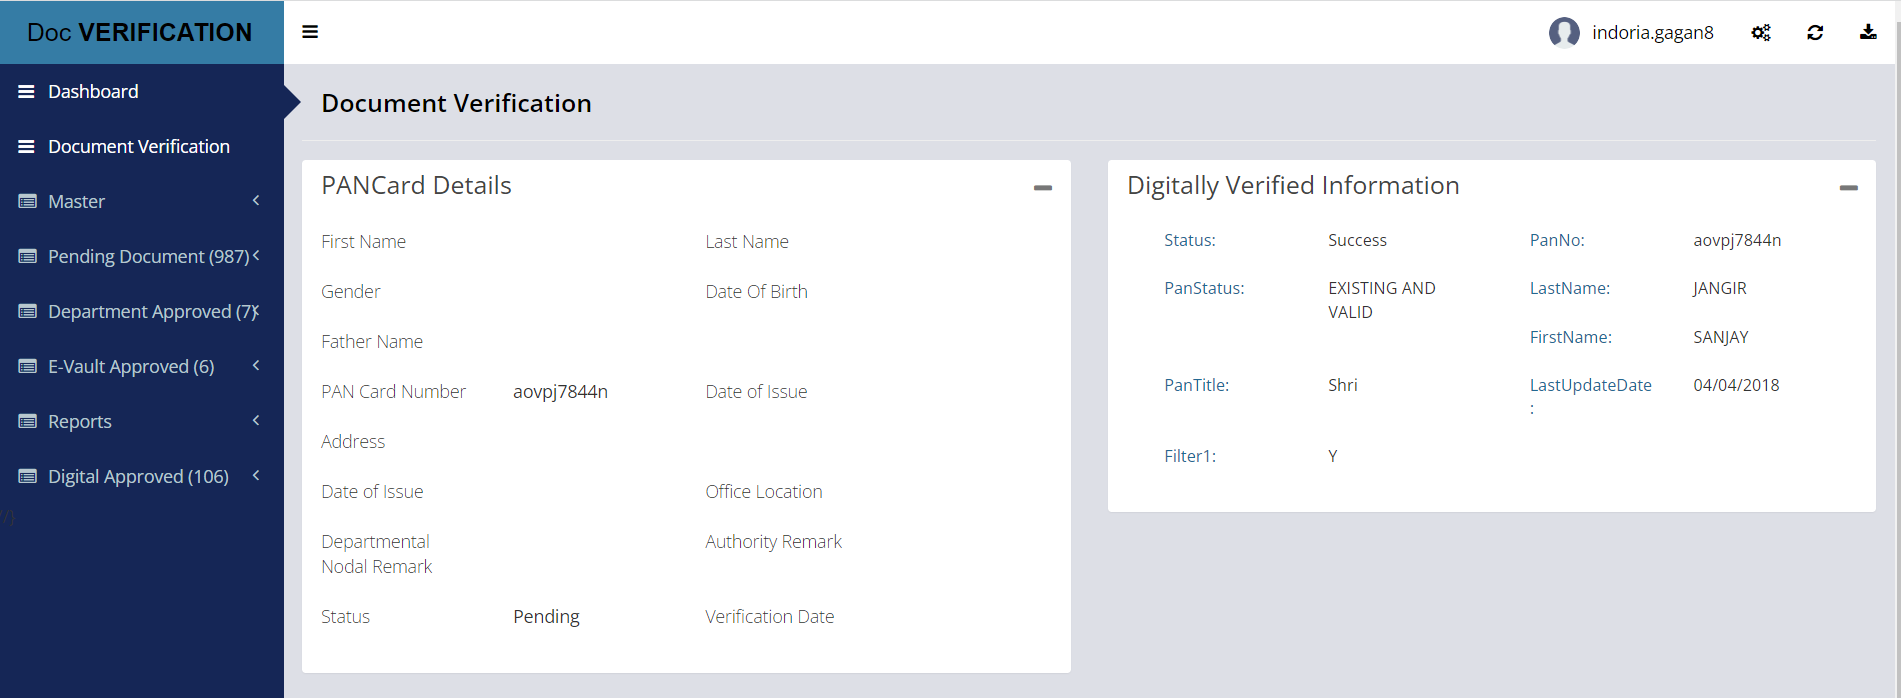 Doc VERIFICATION
indoria.gagan8
Dashboard
Document Verification
Master
Pending Document (987)
Department Approved (7)
E-Vault Approved (6)
Reports
Digital Approved (106)
//}
Document Verification
PANCard Details
First Name
Last Name
Gender
Date Of Birth
Father Name
PAN Card Number aovpj7844n
Date of Issue
Address
Date of Issue
Office Location
Departmental
Nodal Remark
Authority Remark
Status Pending
Verification Date
Digitally Verified Information
Status: Success
PanNo: aovpj7844n
PanStatus: EXISTING AND
VALID
LastName: JANGIR
FirstName: SANJAY
PanTitle: Shri
LastUpdateDate
:
04/04/2018
Filter1: Y